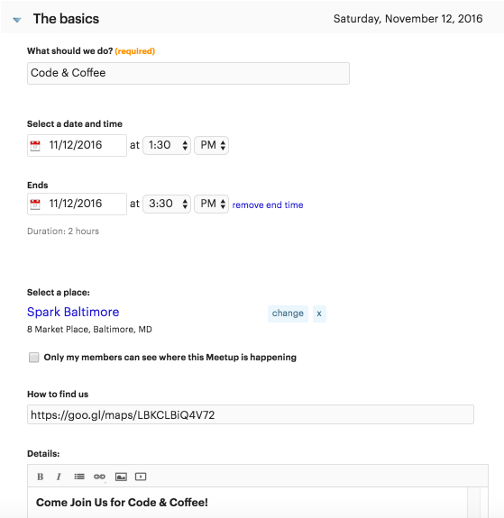 The basics
Saturday, November 12, 2016
What should we do? (required)
Code & Coffee
Select a date and time
11/12/2016 at 1:30 PM
Ends
11/12/2016 at 3:30 PM remove end time
Duration: 2 hours
Select a place:
Spark Baltimore change x
8 Market Place, Baltimore, MD
Only my members can see where this Meetup is happening
How to find us
https://goo.gl/maps/LBKCLBiQ4V72
Details:
B I
Come Join Us for Code & Coffee!